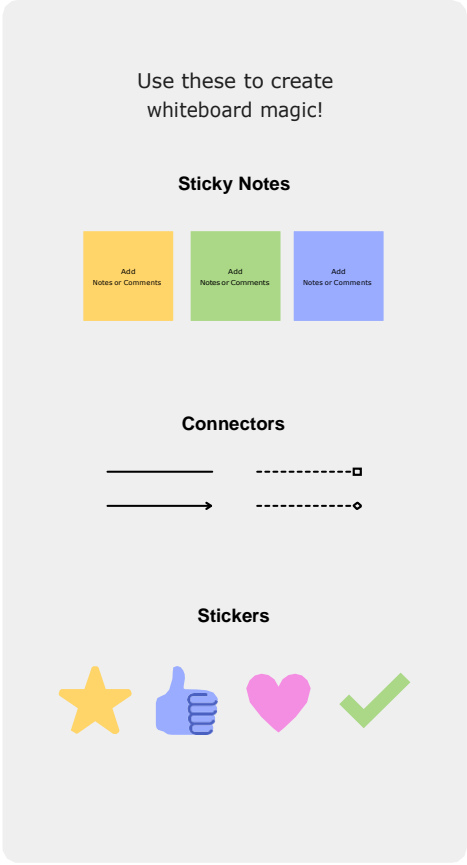 Use these to create
whiteboard magic!
Sticky Notes
Add
Notes or Comments
Add
Notes or Comments
Add
Notes or Comments
Connectors
Stickers